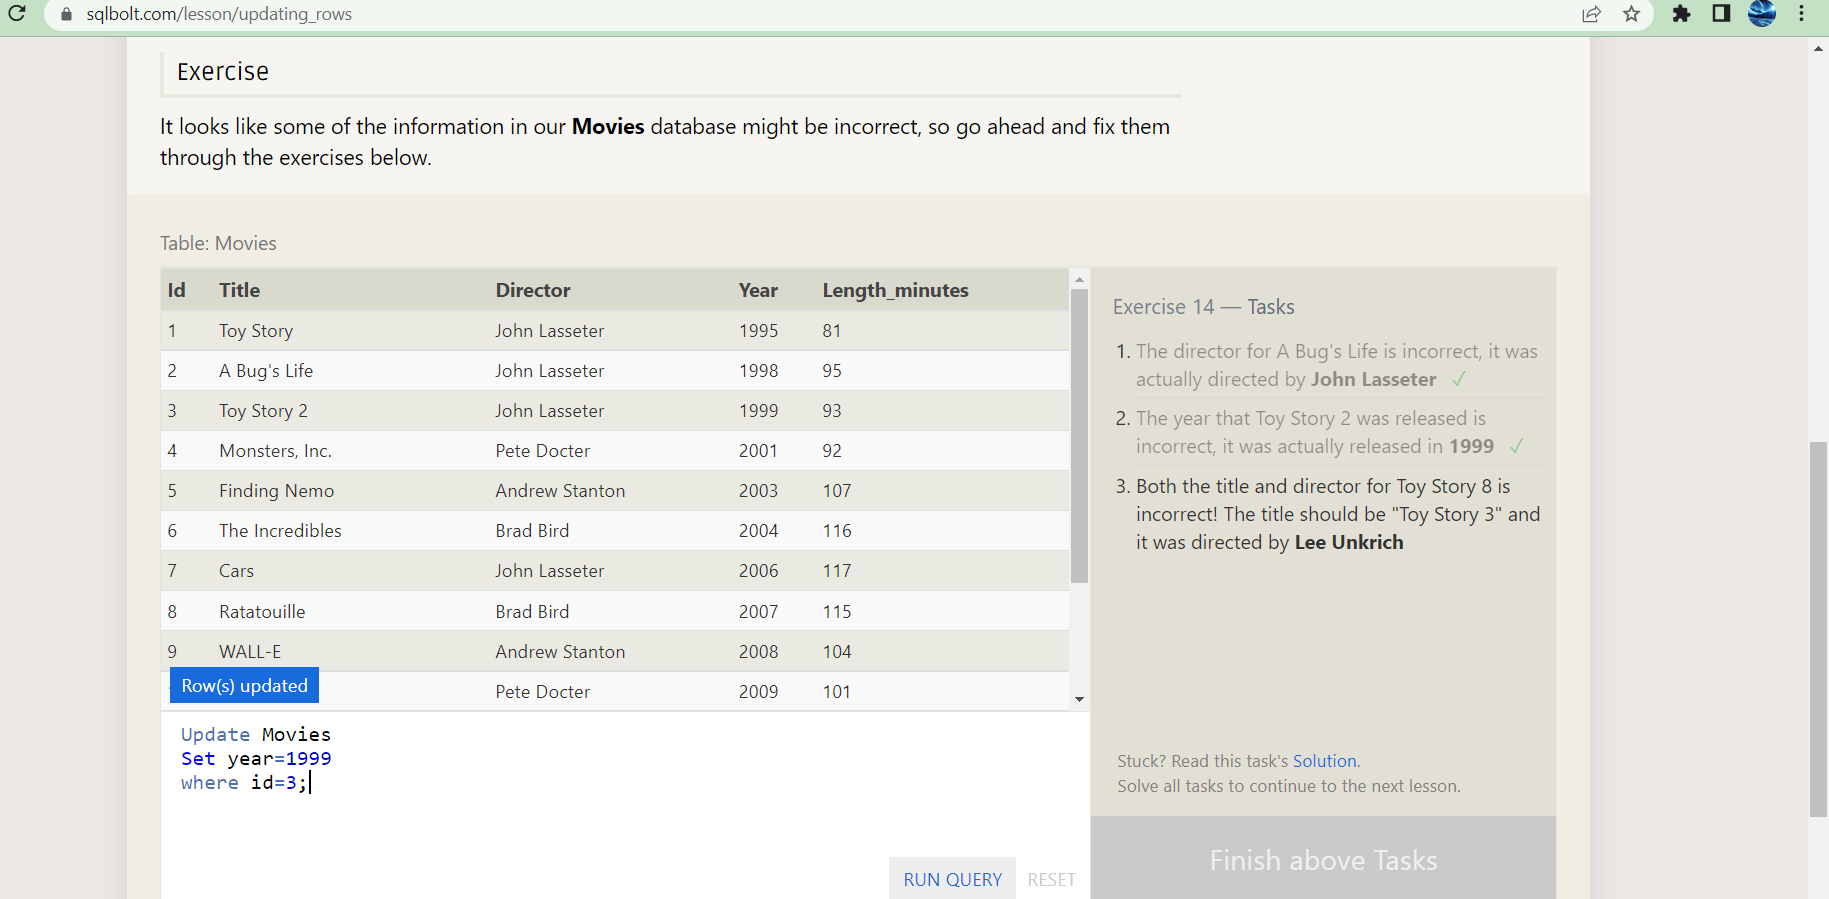 sqlbolt.com/lesson/updating_rows
Exercise
It looks like some of the information in our Movies database might be incorrect, so go ahead and fix them
through the exercises below.
Table: Movies
Id Title Director Year Length_minutes
1 Toy Story John Lasseter 1995 81
2 A Bug's Life John Lasseter 1998 95
3 Toy Story 2 John Lasseter 1999 93
4 Monsters, Inc. Pete Docter 2001 92
5 Finding Nemo Andrew Stanton 2003 107
6 The Incredibles Brad Bird 2004 116
7 Cars John Lasseter 2006 117
8 Ratatouille Brad Bird 2007 115
9 WALL-E Andrew Stanton 2008 104
Pete Docter 2009 101
Row(s) updated
Update Movies
Set year=1999
where id=3;
RUN QUERY RESET
Exercise 14 — Tasks
1. The director for A Bug's Life is incorrect, it was
actually directed by John Lasseter ✓
2. The year that Toy Story 2 was released is
incorrect, it was actually released in 1999 ✓
3. Both the title and director for Toy Story 8 is
incorrect! The title should be "Toy Story 3" and
it was directed by Lee Unkrich
Stuck? Read this task's Solution.
Solve all tasks to continue to the next lesson.
Finish above Tasks